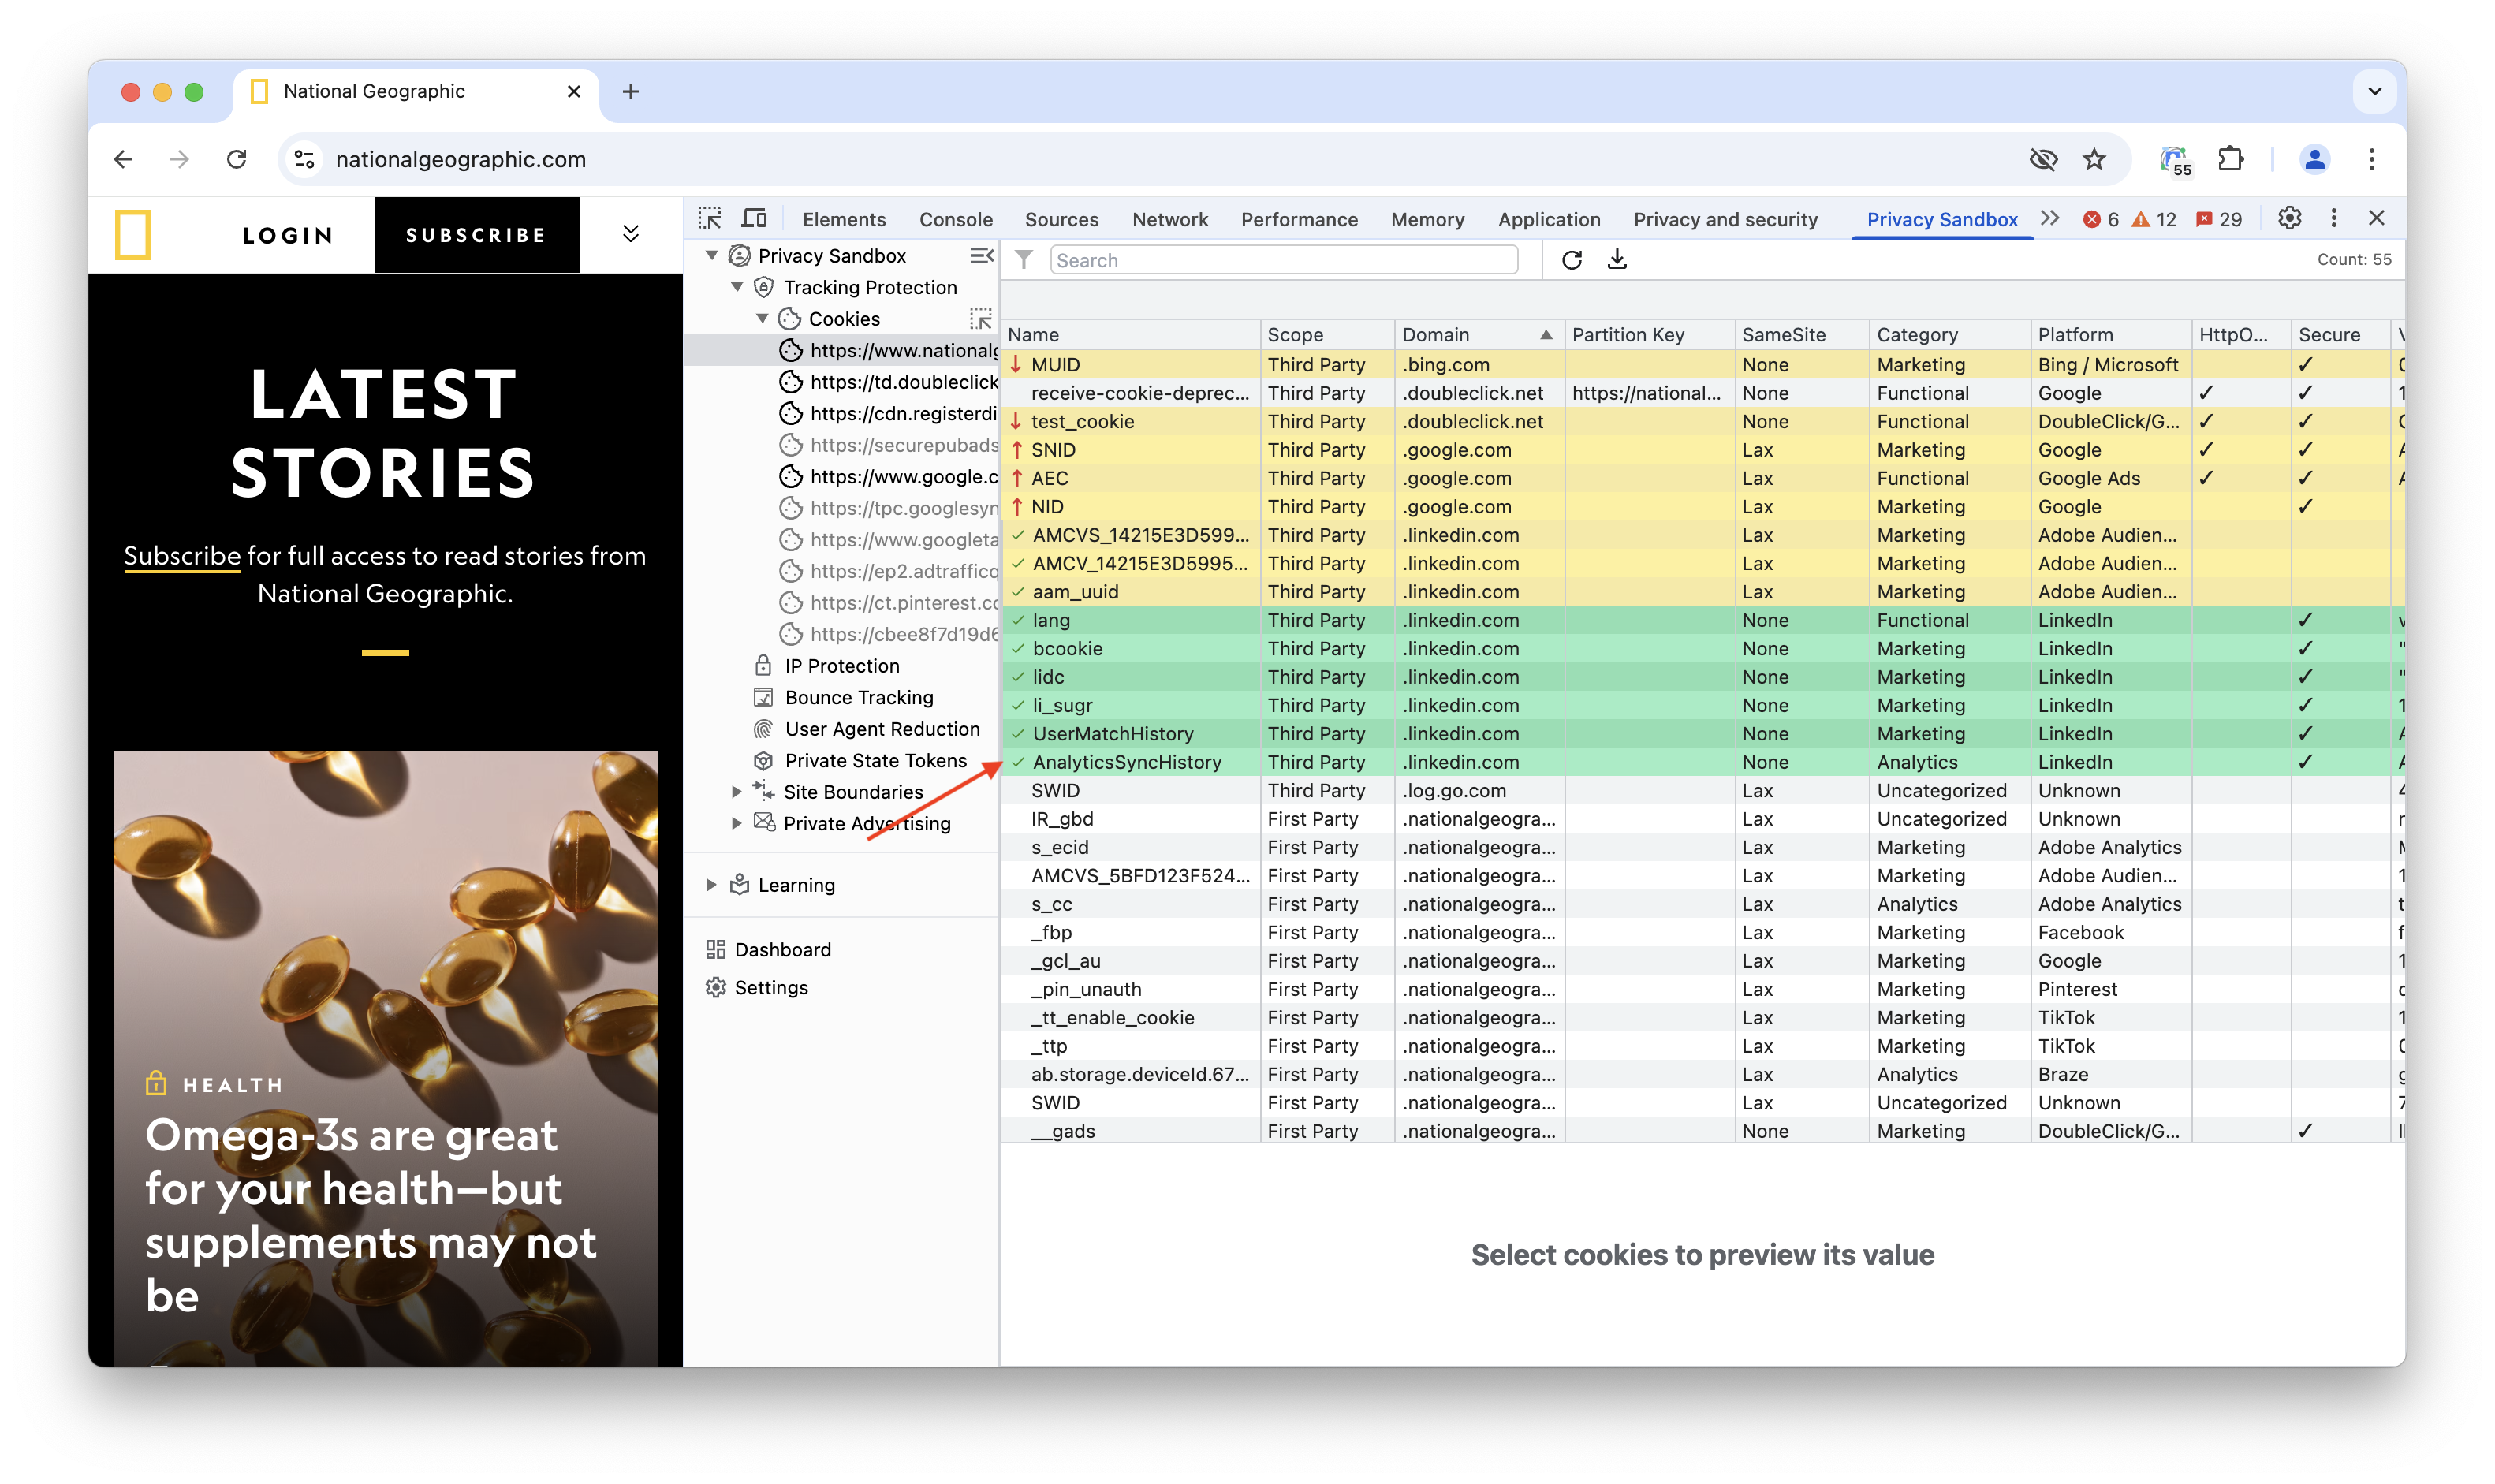 National Geographic
nationalgeographic.com
55
LOGIN
SUBSCRIBE
LATEST
STORIES
Subscribe for full access to read stories from
National Geographic.
HEALTH
Omega-3s are great
for your health—but
supplements may not
be
Elements Console Sources Network Performance Memory Application Privacy and security Privacy Sandbox 6 12 29
Privacy Sandbox
Tracking Protection
Cookies
https://www.nationalg
https://td.doubleclick
https://cdn.registerdi
https://securepubads
https://www.google.c
https://tpc.googlesyn
https://www.googleta
https://ep2.adtrafficq
https://ct.pinterest.co
https://cbee8f7d19d6
IP Protection
Bounce Tracking
User Agent Reduction
Private State Tokens
Site Boundaries
Private Advertising
Learning
Dashboard
Settings
Search
Count: 55
Name Scope Domain Partition Key SameSite Category Platform HttpO... Secure
MUID Third Party .bing.com None Marketing Bing / Microsoft ✓
receive-cookie-deprec... Third Party .doubleclick.net https://national... None Functional Google ✓ ✓
test_cookie Third Party .doubleclick.net None Functional DoubleClick/G... ✓ ✓
SNID Third Party .google.com Lax Marketing Google ✓ ✓
AEC Third Party .google.com Lax Functional Google Ads ✓ ✓
NID Third Party .google.com Lax Marketing Google ✓
AMCVS_14215E3D599... Third Party .linkedin.com Lax Marketing Adobe Audien...
AMCV_14215E3D5995... Third Party .linkedin.com Lax Marketing Adobe Audien...
aam_uuid Third Party .linkedin.com Lax Marketing Adobe Audien...
lang Third Party .linkedin.com None Functional LinkedIn ✓
bcookie Third Party .linkedin.com None Marketing LinkedIn ✓
lidc Third Party .linkedin.com None Marketing LinkedIn ✓
li_sugr Third Party .linkedin.com None Marketing LinkedIn ✓
UserMatchHistory Third Party .linkedin.com None Marketing LinkedIn ✓
AnalyticsSyncHistory Third Party .linkedin.com None Analytics LinkedIn ✓
SWID Third Party .log.go.com Lax Uncategorized Unknown
IR_gbd First Party .nationalgeogra... Lax Uncategorized Unknown
s_ecid First Party .nationalgeogra... Lax Marketing Adobe Analytics
AMCVS_5BFD123F524... First Party .nationalgeogra... Lax Marketing Adobe Audien...
s_cc First Party .nationalgeogra... Lax Analytics Adobe Analytics
_fbp First Party .nationalgeogra... Lax Marketing Facebook
_gcl_au First Party .nationalgeogra... Lax Marketing Google
_pin_unauth First Party .nationalgeogra... Lax Marketing Pinterest
_tt_enable_cookie First Party .nationalgeogra... Lax Marketing TikTok
_ttp First Party .nationalgeogra... Lax Marketing TikTok
ab.storage.deviceId.67... First Party .nationalgeogra... Lax Analytics Braze
SWID First Party .nationalgeogra... Lax Uncategorized Unknown
__gads First Party .nationalgeogra... None Marketing DoubleClick/G... ✓
Select cookies to preview its value